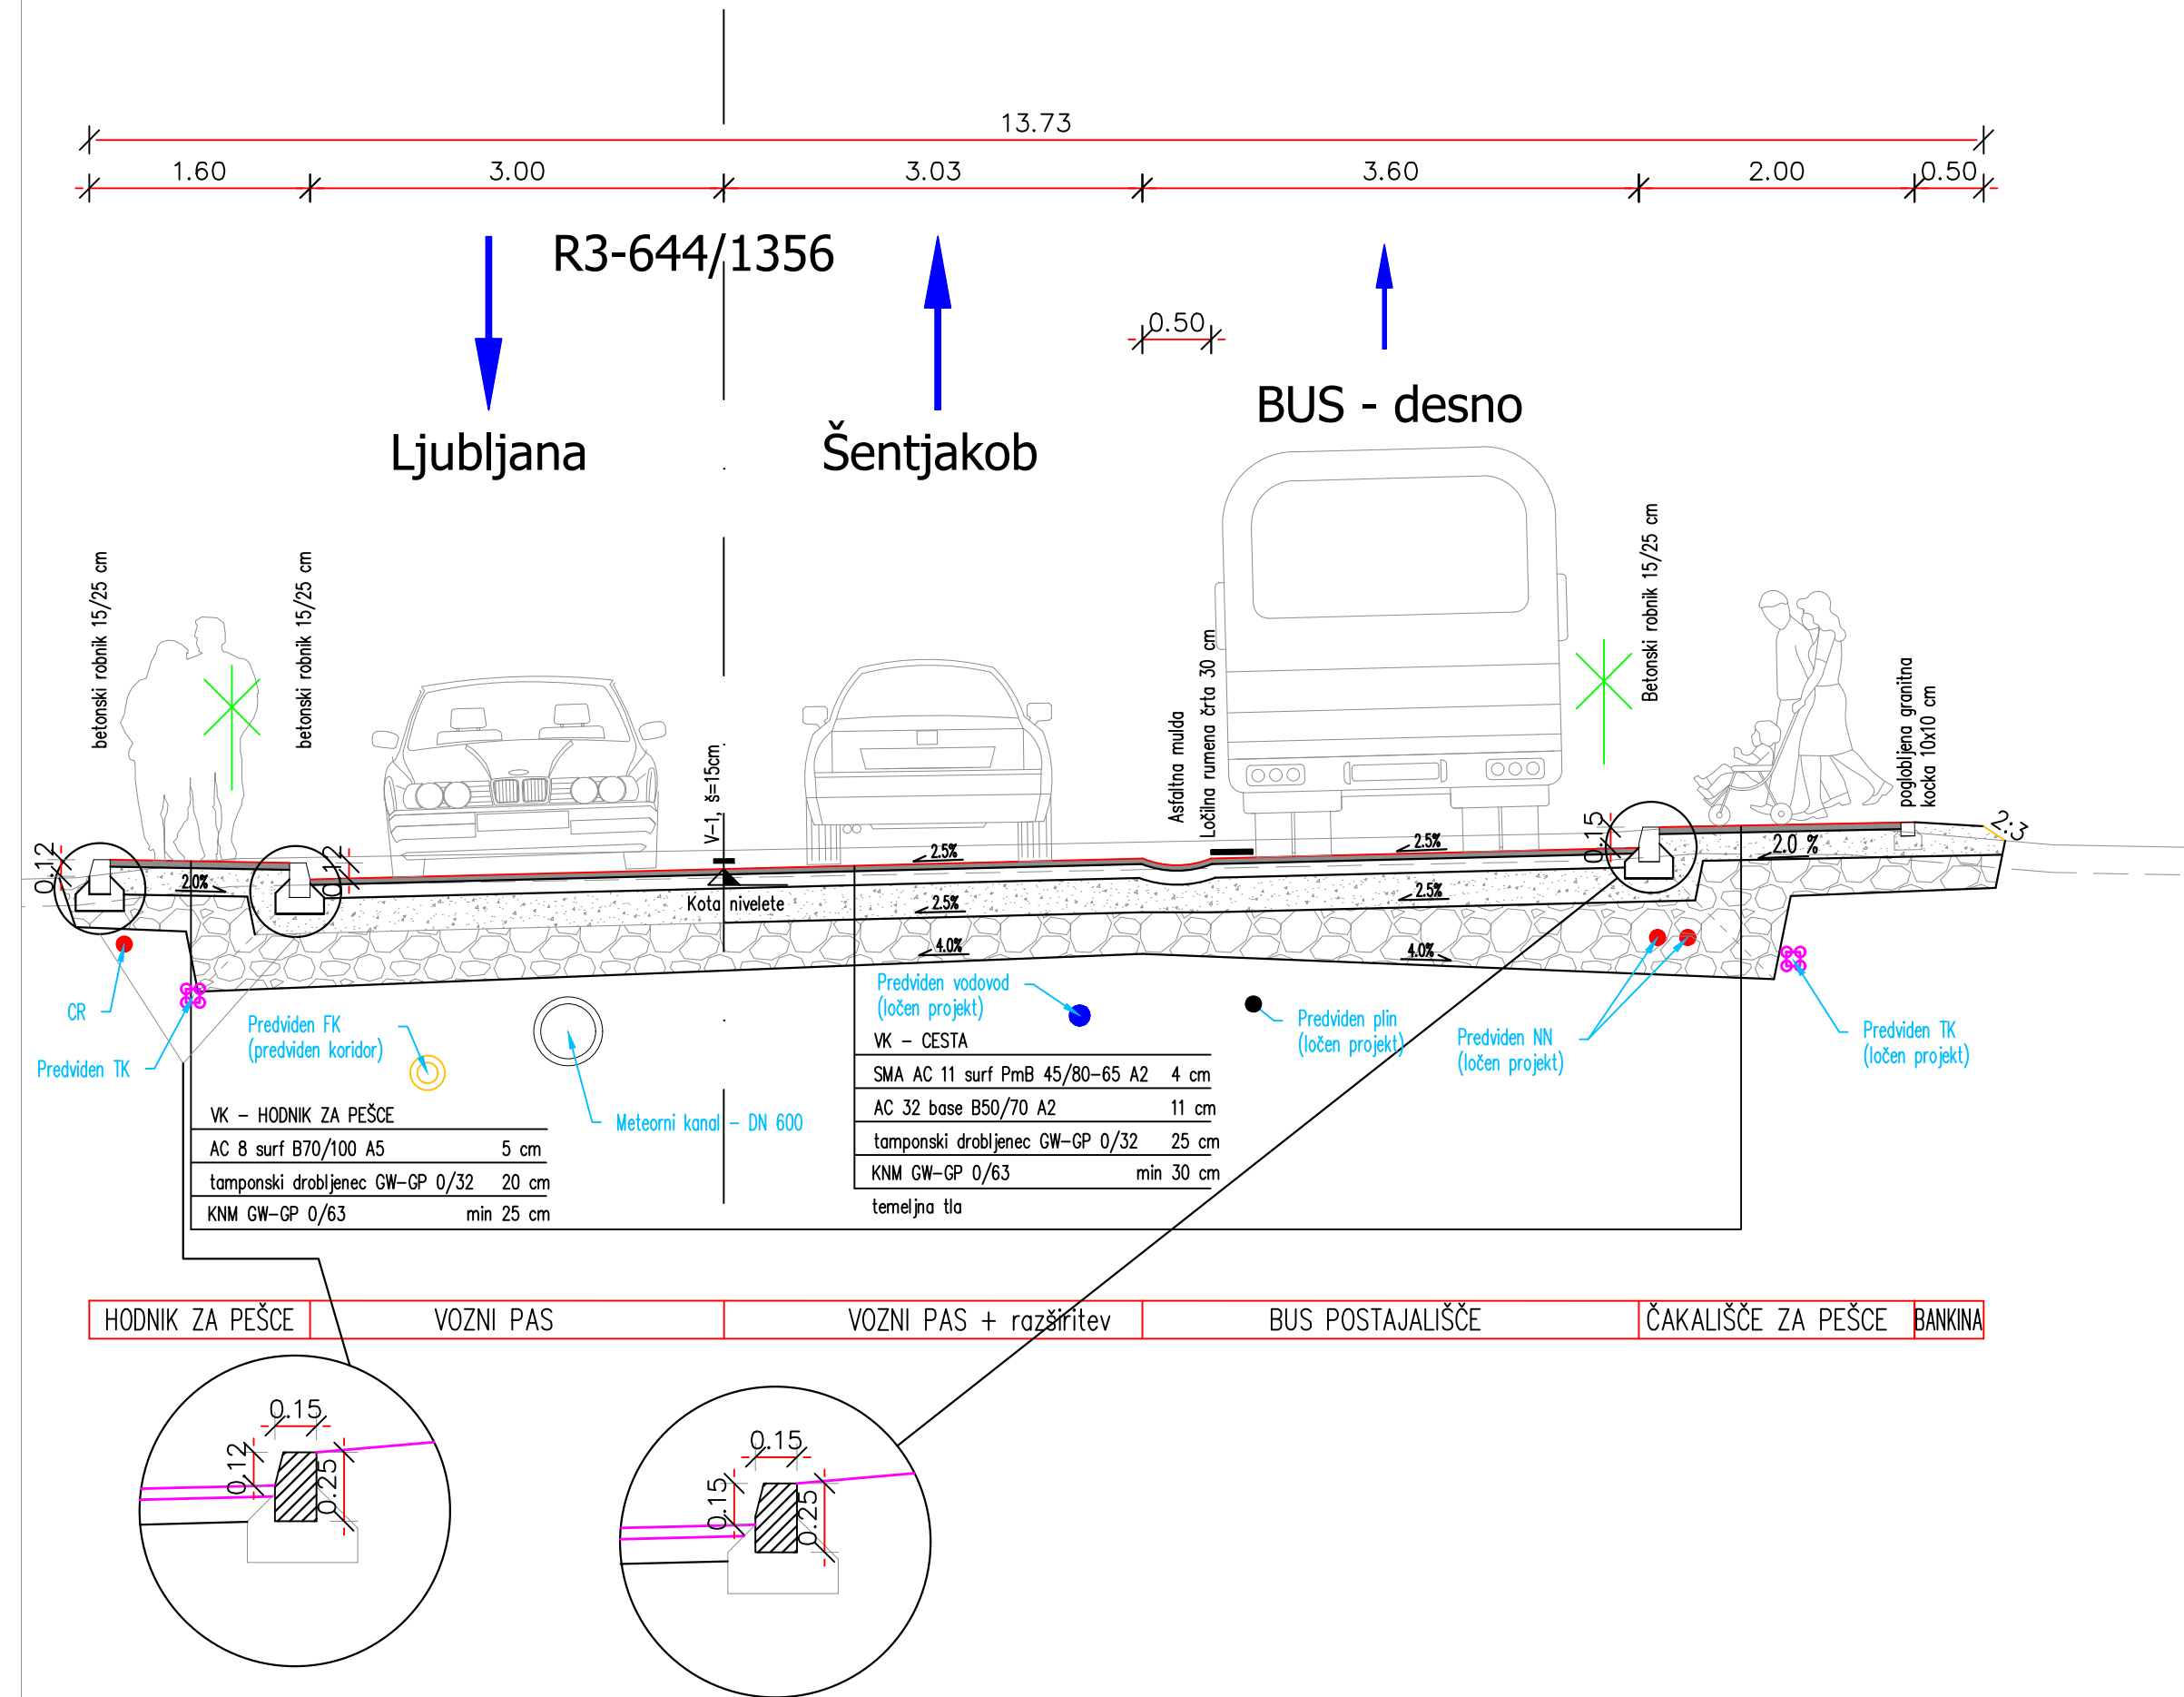 13.73
1.60
3.00
3.03
3.60
2.00
0.50
R3-644/1356
0.50
Ljubljana
Šentjakob
BUS - desno
betonski robnik 15/25 cm
betonski robnik 15/25 cm
V-1, š=15cm
Asfaltna mulda
Ločilna rumena črta 30 cm
Betonski robnik 15/25 cm
poglobljena granitna
kocka 10x10 cm
2:3
0.12
0.12
0.15
2.0%
2.5%
2.5%
2.0 %
Kota nivelete
2.5%
2.5%
4.0%
4.0%
CR
Predviden TK
Predviden FK
(predviden koridor)
Meteorni kanal - DN 600
Predviden vodovod
(ločen projekt)
Predviden plin
(ločen projekt)
Predviden NN
(ločen projekt)
Predviden TK
(ločen projekt)
VK - HODNIK ZA PEŠCE
AC 8 surf B70/100 A5 5 cm
tamponski drobljenec GW-GP 0/32 20 cm
KNM GW-GP 0/63 min 25 cm
VK - CESTA
SMA AC 11 surf PmB 45/80-65 A2 4 cm
AC 32 base B50/70 A2 11 cm
tamponski drobljenec GW-GP 0/32 25 cm
KNM GW-GP 0/63 min 30 cm
temeljna tla
HODNIK ZA PEŠCE
VOZNI PAS
VOZNI PAS + razširitev
BUS POSTAJALIŠČE
ČAKALIŠČE ZA PEŠCE
BANKINA
0.15
0.12
0.25
0.15
0.15
0.25